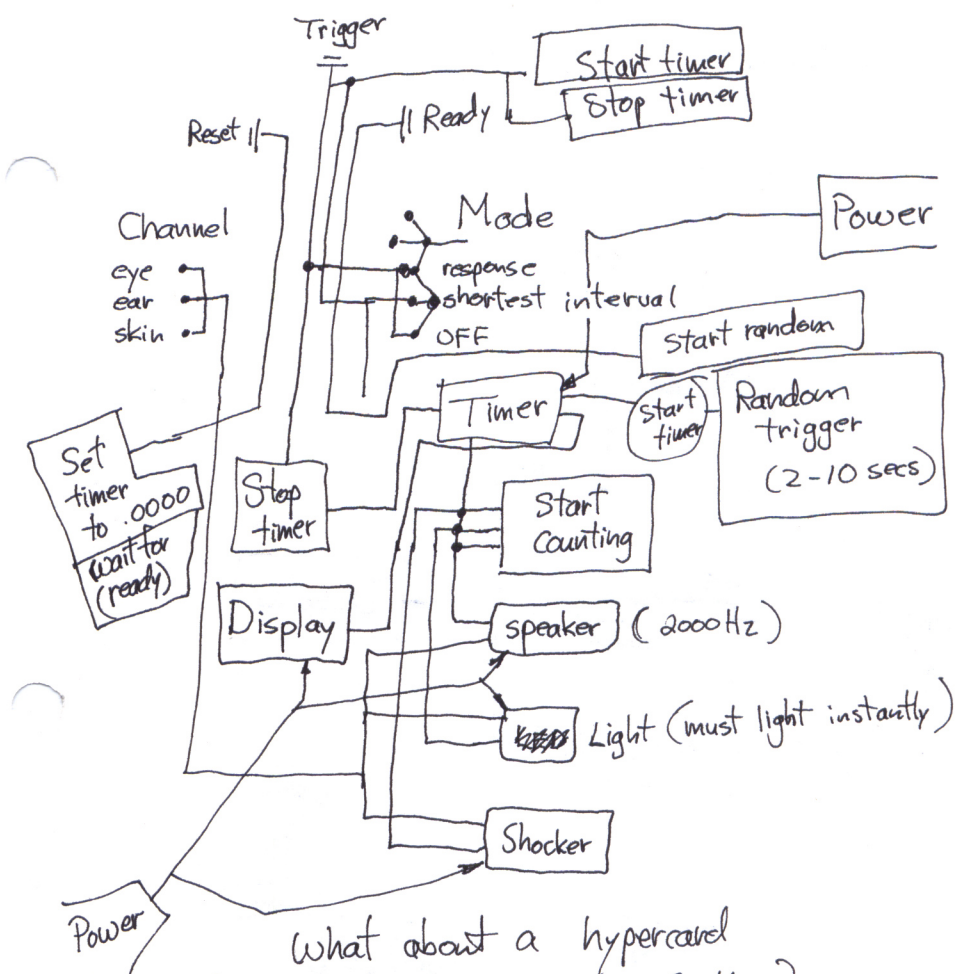 Trigger
Start timer
Stop timer
Ready
Reset
Mode
Power
Channel
eye
ear
skin
response
shortest interval
OFF
Start random
Timer
Start
timer
Random
trigger
(2-10 secs)
Set
timer
to .0000
wait for
(ready)
Stop
timer
Start
counting
Display
speaker (2000Hz)
Light (must light instantly)
Shocker
Power
What about a hypercard